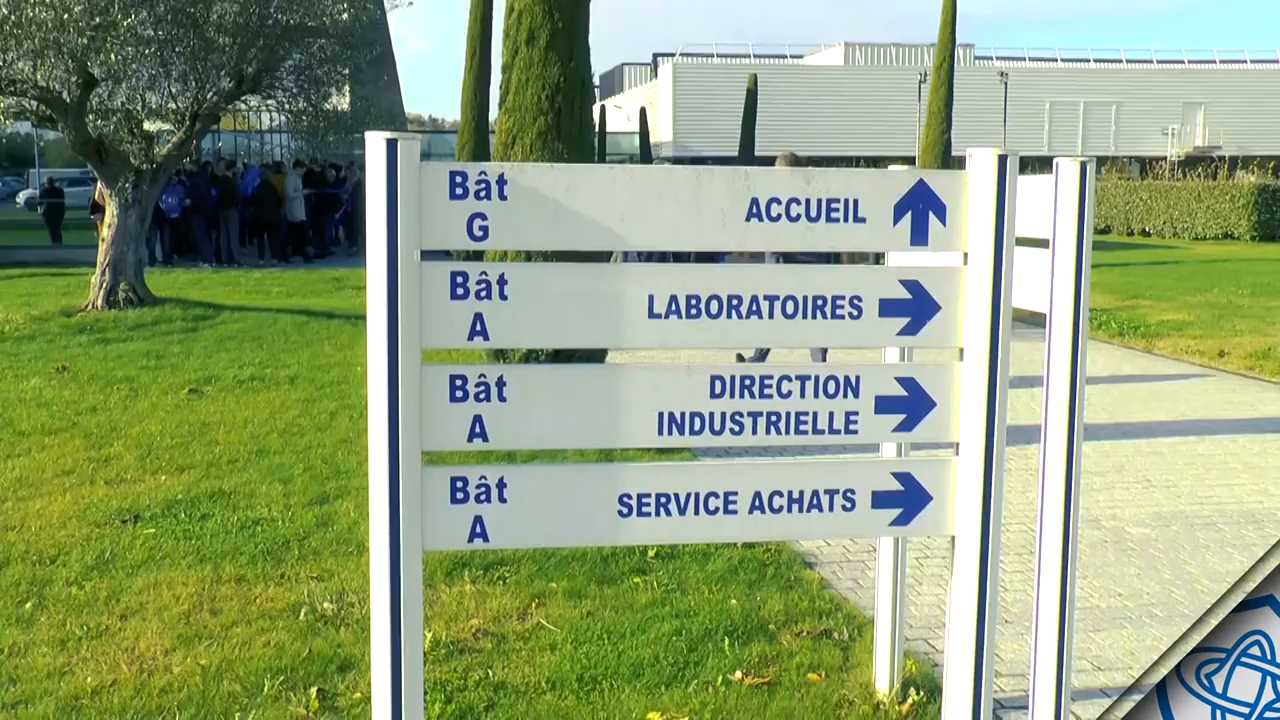 Bât
G
ACCUEIL
Bât
A
LABORATOIRES
Bât
A
DIRECTION
INDUSTRIELLE
Bât
A
SERVICE ACHATS